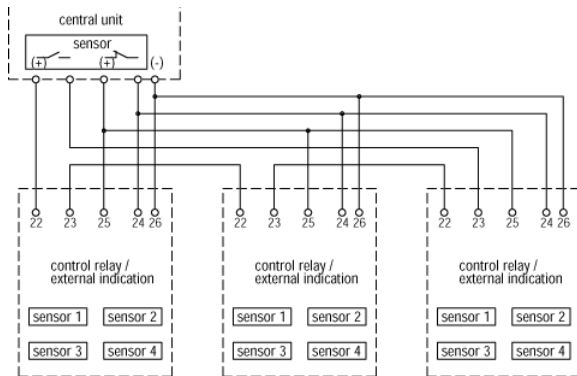 central unit
sensor
(+) (+) (-)
22 23 25 24 26 22 23 25 24 26 22 23 25 24 26
control relay / control relay / control relay /
external indication external indication external indication
sensor 1 sensor 2 sensor 1 sensor 2 sensor 1 sensor 2
sensor 3 sensor 4 sensor 3 sensor 4 sensor 3 sensor 4